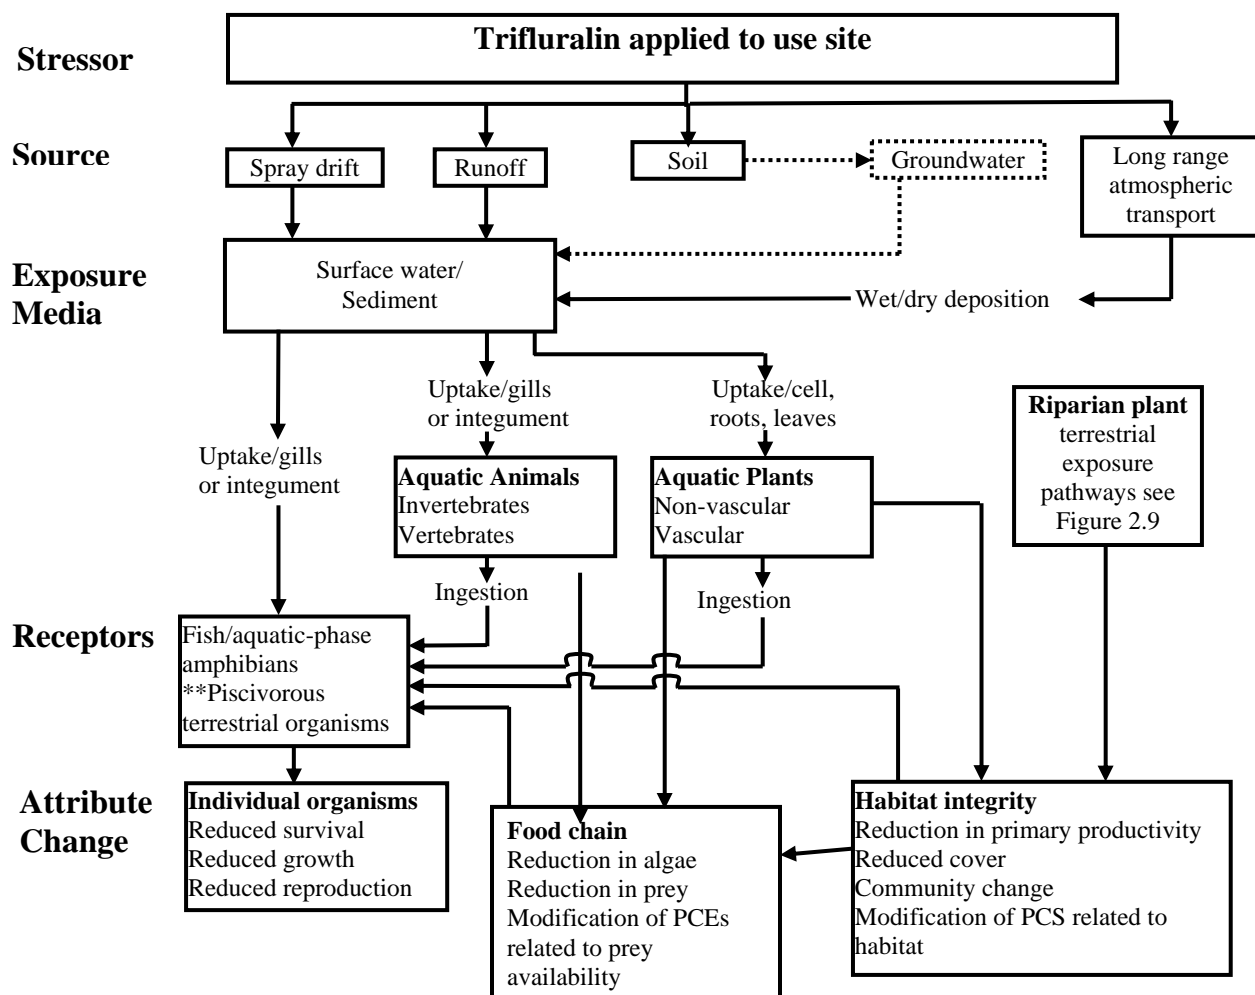 Trifluralin applied to use site
Stressor
Source
Spray drift
Runoff
Soil
Groundwater
Long range
atmospheric
transport
Exposure
Media
Surface water/
Sediment
Wet/dry deposition
Uptake/gills
or integument
Uptake/gills
or integument
Uptake/cell,
roots, leaves
Riparian plant
terrestrial
exposure
pathways see
Figure 2.9
Aquatic Animals
Invertebrates
Vertebrates
Aquatic Plants
Non-vascular
Vascular
Ingestion
Ingestion
Receptors
Fish/aquatic-phase
amphibians
**Piscivorous
terrestrial organisms
Attribute
Change
Individual organisms
Reduced survival
Reduced growth
Reduced reproduction
Food chain
Reduction in algae
Reduction in prey
Modification of PCEs
related to prey
availability
Habitat integrity
Reduction in primary productivity
Reduced cover
Community change
Modification of PCS related to
habitat